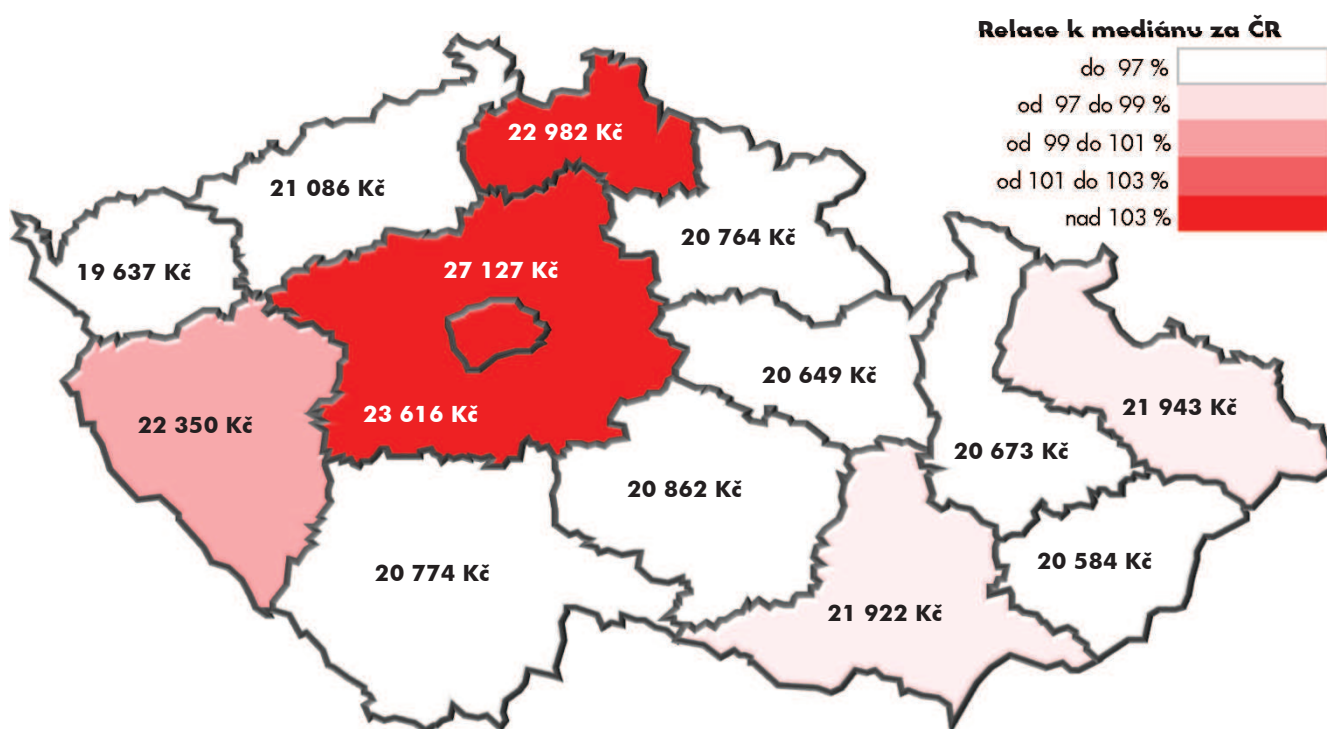 Relace k mediánu za ČR
do 97 %
od 97 do 99 %
od 99 do 101 %
od 101 do 103 %
nad 103 %
22 982 Kč
21 086 Kč
20 764 Kč
19 637 Kč
27 127 Kč
20 649 Kč
23 616 Kč
22 350 Kč
21 943 Kč
20 673 Kč
20 862 Kč
20 774 Kč
20 584 Kč
21 922 Kč